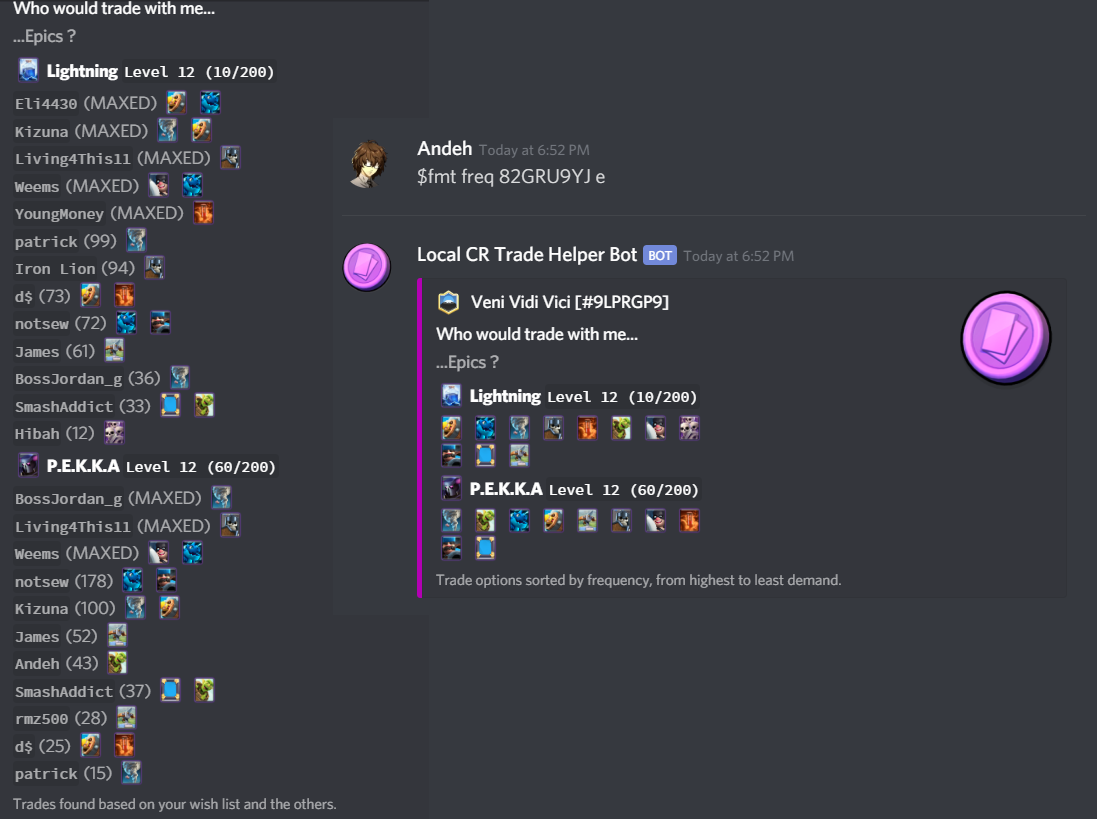 Who would trade with me...
...Epics ?
Lightning Level 12 (10/200)
Eli4430 (MAXED)
Kizuna (MAXED)
Living4This11 (MAXED)
Weems (MAXED)
YoungMoney (MAXED)
patrick (99)
Iron Lion (94)
d$ (73)
notsew (72)
James (61)
BossJordan_g (36)
SmashAddict (33)
Hibah (12)
P.E.K.K.A Level 12 (60/200)
BossJordan_g (MAXED)
Living4This11 (MAXED)
Weems (MAXED)
notsew (178)
Kizuna (100)
James (52)
Andeh (43)
SmashAddict (37)
rmz500 (28)
d$ (25)
patrick (15)
Trades found based on your wish list and the others.
Andeh Today at 6:52 PM
$fmt freq 82GRU9YJ e
Local CR Trade Helper Bot BOT Today at 6:52 PM
Veni Vidi Vici [#9LPRGP9]
Who would trade with me...
...Epics ?
Lightning Level 12 (10/200)
P.E.K.K.A Level 12 (60/200)
Trade options sorted by frequency, from highest to least demand.